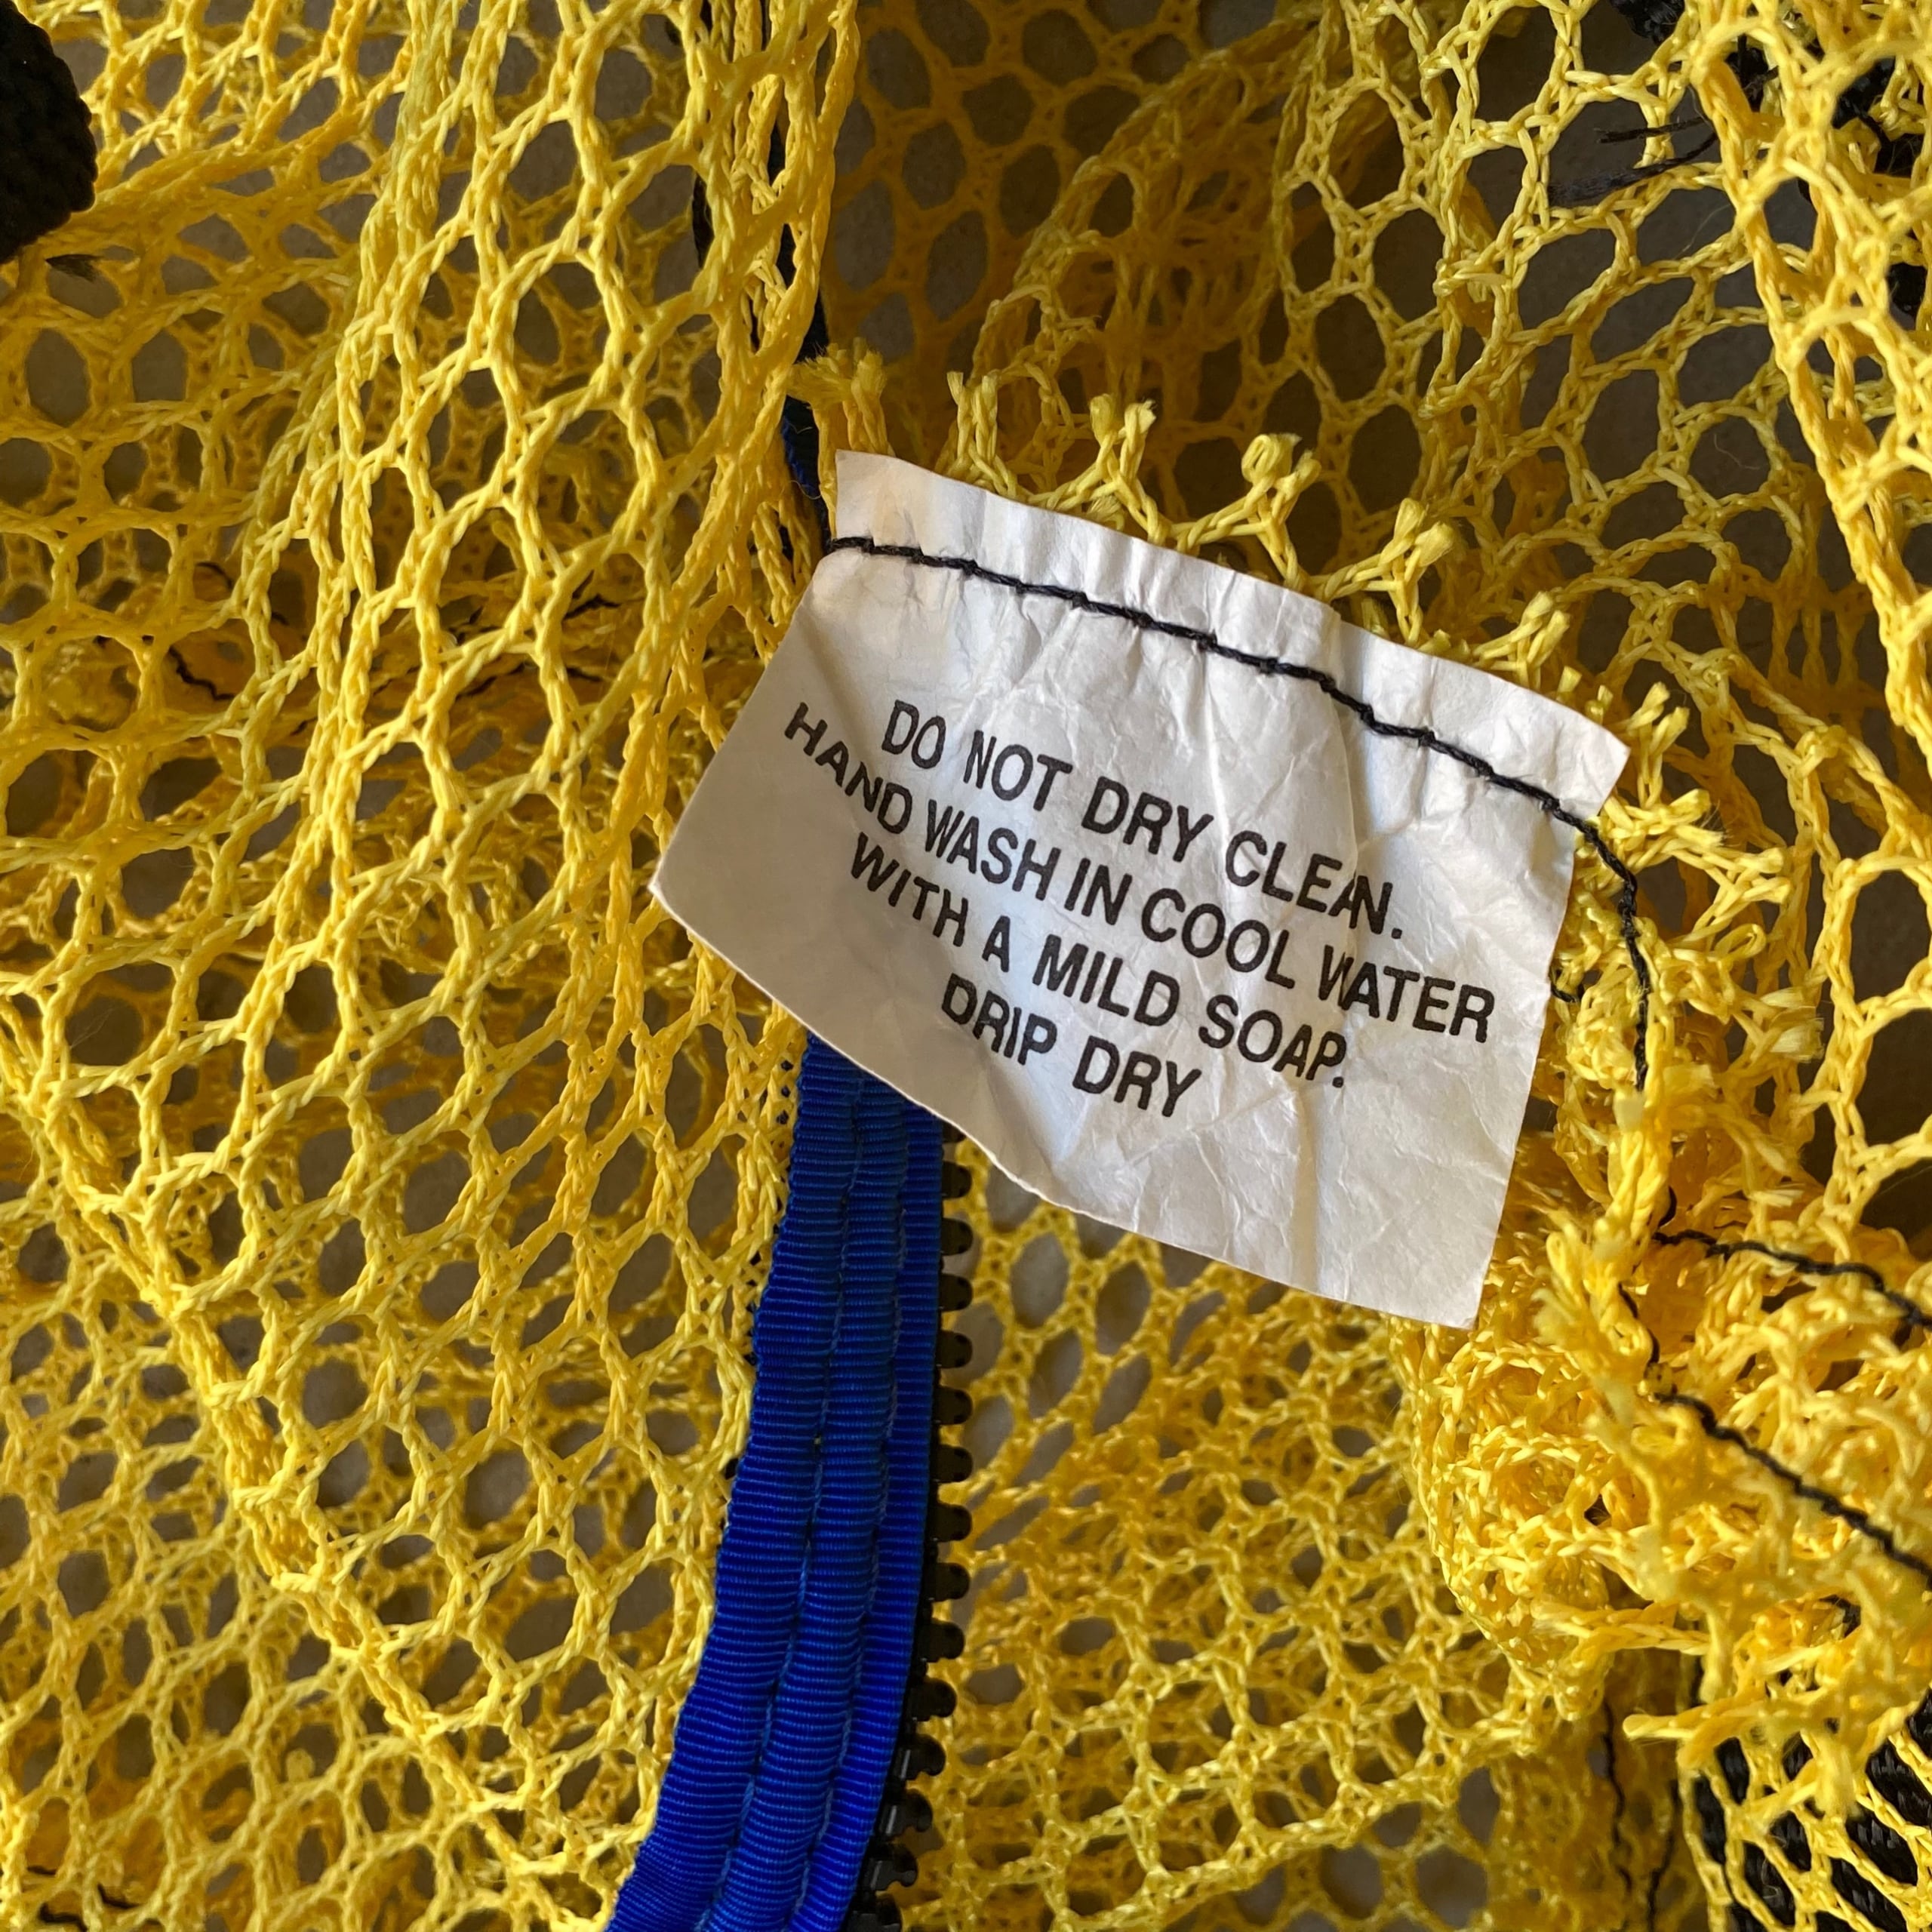 DO NOT DRY CLEAN.
HAND WASH IN COOL WATER
WITH A MILD SOAP.
DRIP DRY